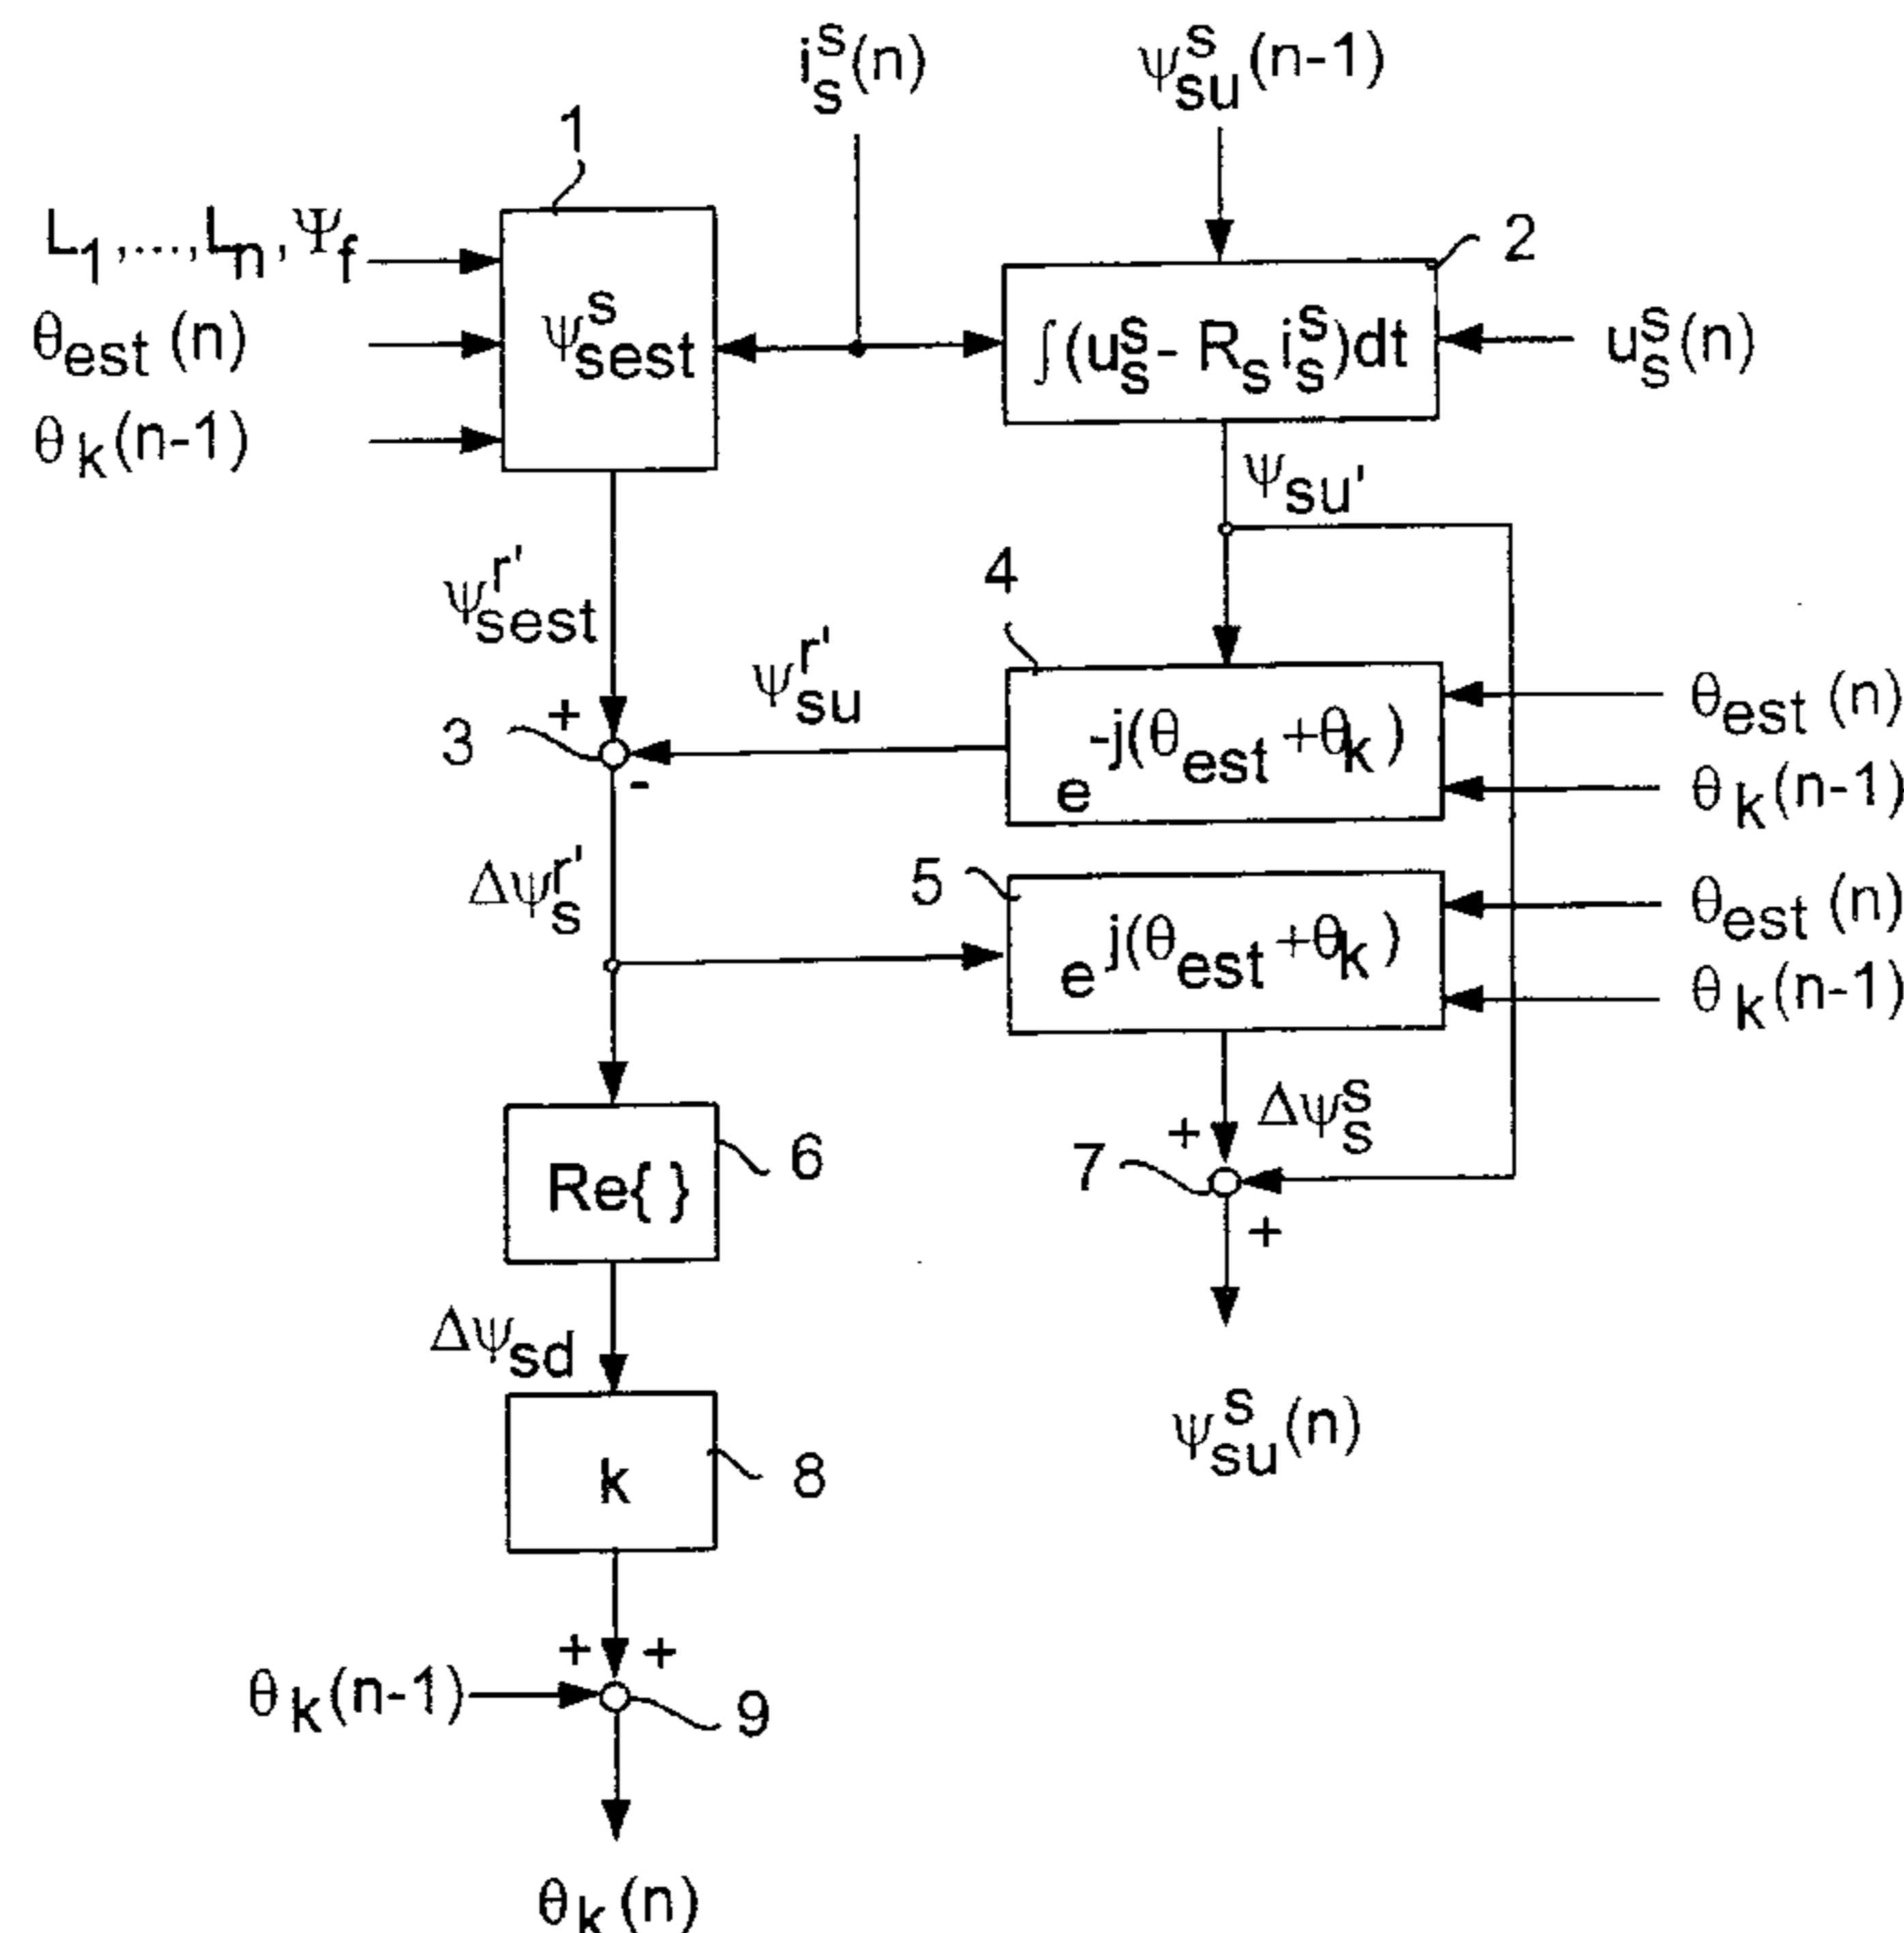 i_s^s(n)
ψ_su^s(n-1)
1
L_1,...,L_n,Ψ_f
θ_est(n)
θ_k(n-1)
ψ_sest^s
2
∫(u_s^s - R_s i_s^s)dt
u_s^s(n)
ψ_su'
ψ_sest^r'
4
ψ_su^r'
e^-j(θ_est+θ_k)
θ_est(n)
θ_k(n-1)
+
3
-
Δψ_s^r'
5
e^j(θ_est+θ_k)
θ_est(n)
θ_k(n-1)
Δψ_s^s
+
7
+
Re{ }
6
Δψ_sd
ψ_su^s(n)
k
8
+ +
θ_k(n-1)
9
θ_k(n)